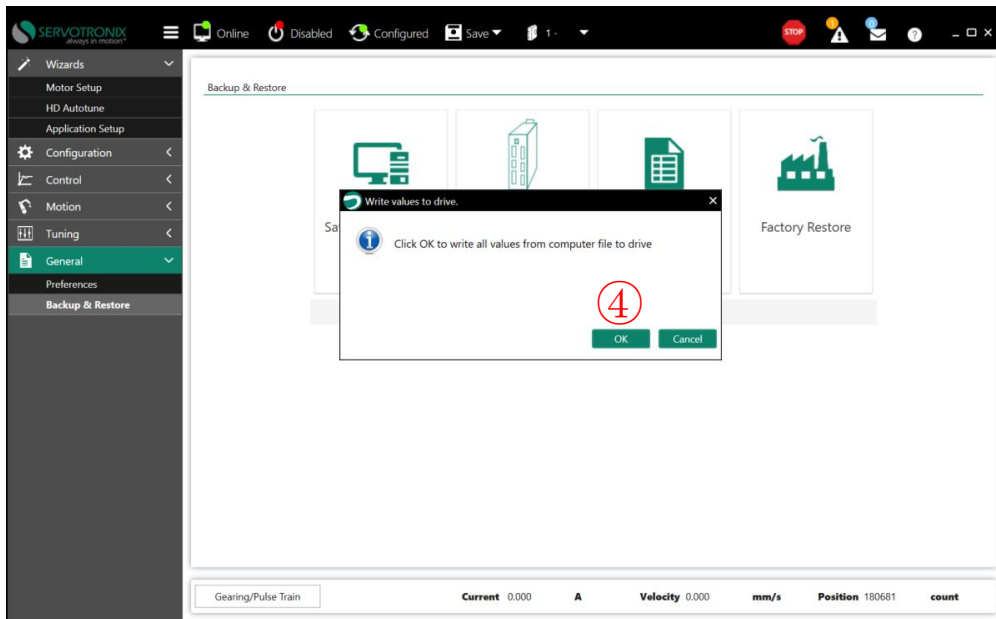 SERVOTRONIX
always in motion™
Online
Disabled
Configured
Save
1 -
STOP
1
0
?
Wizards
Motor Setup
HD Autotune
Application Setup
Configuration
Control
Motion
Tuning
General
Preferences
Backup & Restore
Backup & Restore
Factory Restore
Write values to drive.
Click OK to write all values from computer file to drive
④
OK
Cancel
Gearing/Pulse Train
Current 0.000 A
Velocity 0.000 mm/s
Position 180681 count